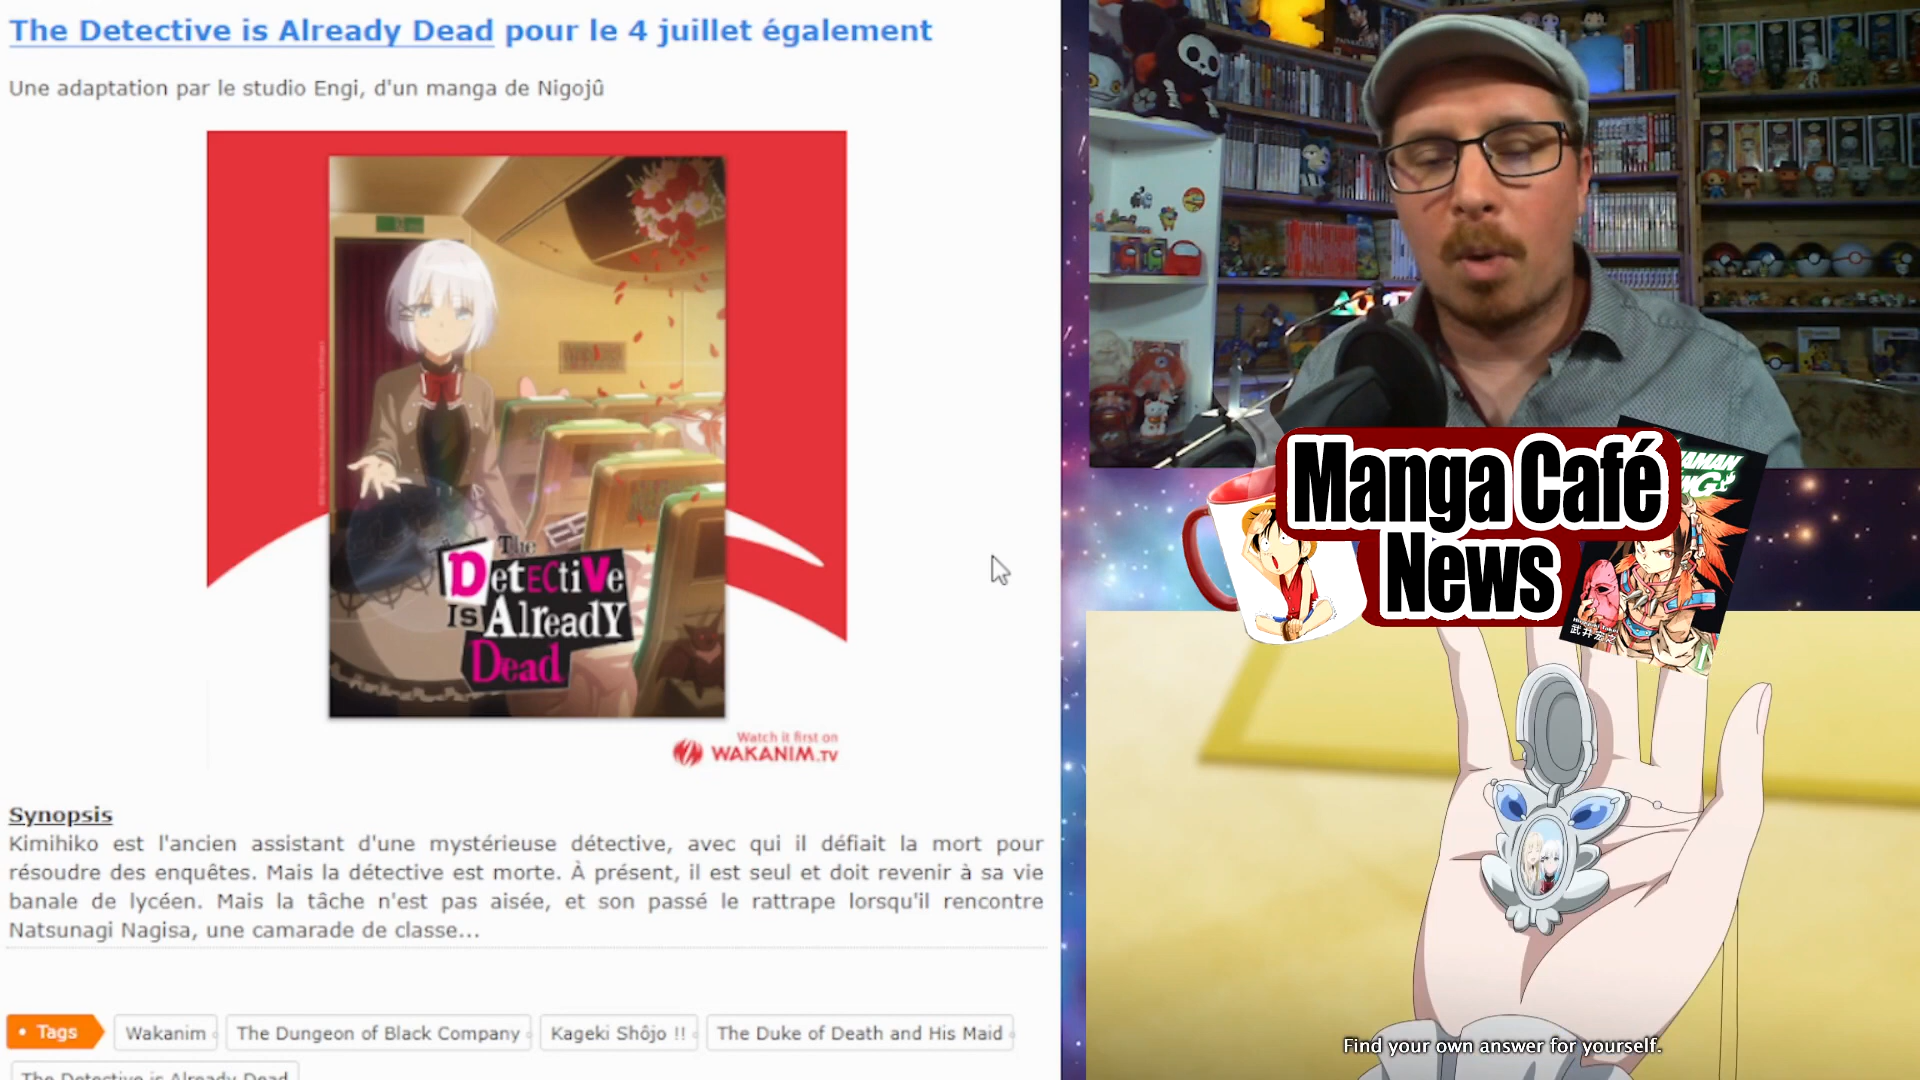 The Detective is Already Dead pour le 4 juillet également
Une adaptation par le studio Engi, d'un manga de Nigojû
The
Detective
Is Already
Dead
Watch it first on
WAKANIM.TV
Synopsis
Kimihiko est l'ancien assistant d'une mystérieuse détective, avec qui il défiait la mort pour
résoudre des enquêtes. Mais la détective est morte. À présent, il est seul et doit revenir à sa vie
banale de lycéen. Mais la tâche n'est pas aisée, et son passé le rattrape lorsqu'il rencontre
Natsunagi Nagisa, une camarade de classe...
• Tags
Wakanim
The Dungeon of Black Company
Kageki Shôjo !!
The Duke of Death and His Maid
The Detective is Already Dead
Manga Café
News
武井宏之
Find your own answer for yourself.